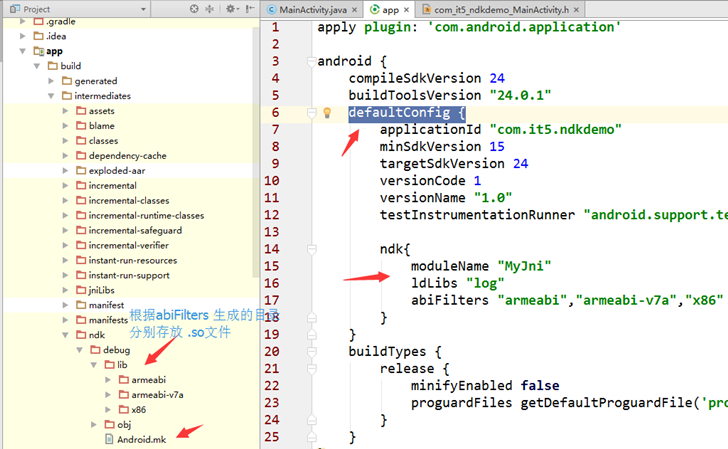 Project
MainActivity.java
app
com_it5_ndkdemo_MainActivity.h
.gradle
.idea
app
build
generated
intermediates
assets
blame
classes
dependency-cache
exploded-aar
incremental
incremental-classes
incremental-runtime-classes
incremental-safeguard
incremental-verifier
instant-run-resources
instant-run-support
jniLibs
manifest
manifests
ndk
debug
lib
armeabi
armeabi-v7a
x86
obj
Android.mk
根据abiFilters 生成的目录
分别存放 .so文件
1 apply plugin: 'com.android.application'
2
3 android {
4 compileSdkVersion 24
5 buildToolsVersion "24.0.1"
6 defaultConfig {
7 applicationId "com.it5.ndkdemo"
8 minSdkVersion 15
9 targetSdkVersion 24
10 versionCode 1
11 versionName "1.0"
12 testInstrumentationRunner "android.support.te
13
14 ndk{
15 moduleName "MyJni"
16 ldLibs "log"
17 abiFilters "armeabi","armeabi-v7a","x86"
18 }
19 }
20 buildTypes {
21 release {
22 minifyEnabled false
23 proguardFiles getDefaultProguardFile('pro
24 }
25 }